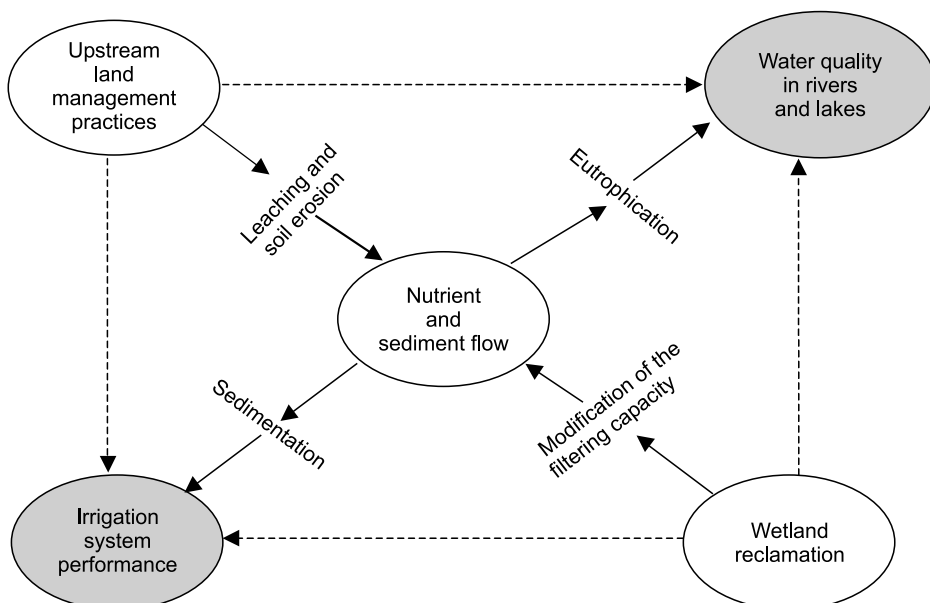 Upstream
land
management
practices
Water quality
in rivers
and lakes
Leaching and
soil erosion
Eutrophication
Nutrient
and
sediment flow
Sedimentation
Modification of the
filtering capacity
Irrigation
system
performance
Wetland
reclamation